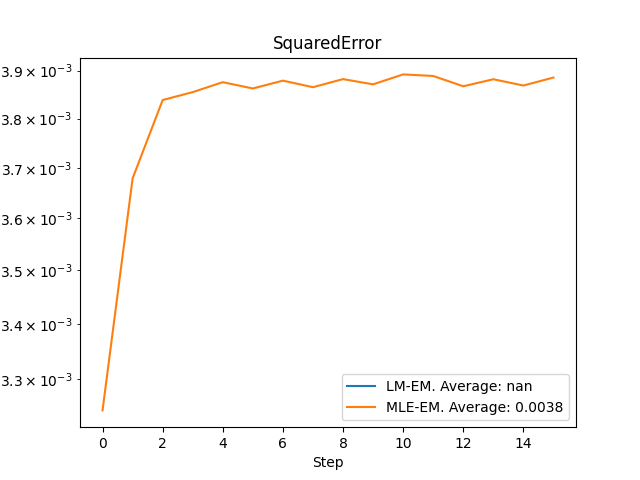 SquaredError
3.9 × 10⁻³
3.8 × 10⁻³
3.7 × 10⁻³
3.6 × 10⁻³
3.5 × 10⁻³
3.4 × 10⁻³
3.3 × 10⁻³
LM-EM. Average: nan
MLE-EM. Average: 0.0038
0 2 4 6 8 10 12 14
Step